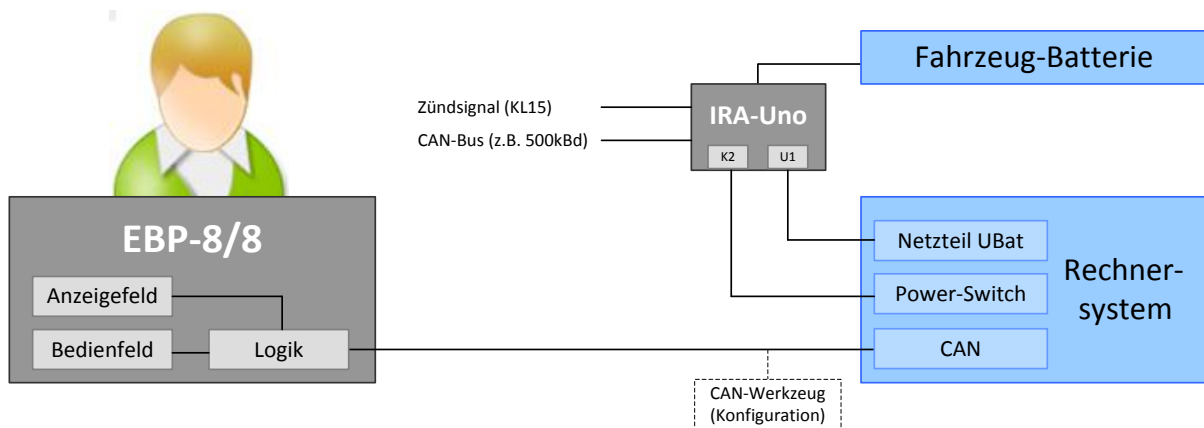 Fahrzeug-Batterie
Zündsignal (KL15)
CAN-Bus (z.B. 500kBd)
IRA-Uno
K2
U1
EBP-8/8
Anzeigefeld
Bedienfeld
Logik
Netzteil UBat
Power-Switch
CAN
Rechner-
system
CAN-Werkzeug
(Konfiguration)